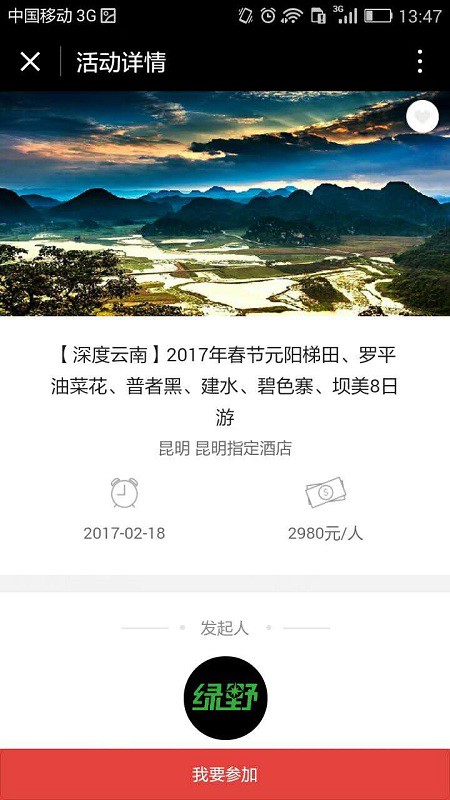 中国移动 3G
3G
13:47
活动详情
【深度云南】2017年春节元阳梯田、罗平
油菜花、普者黑、建水、碧色寨、坝美8日
游
昆明 昆明指定酒店
2017-02-18
2980元/人
发起人
绿野
我要参加